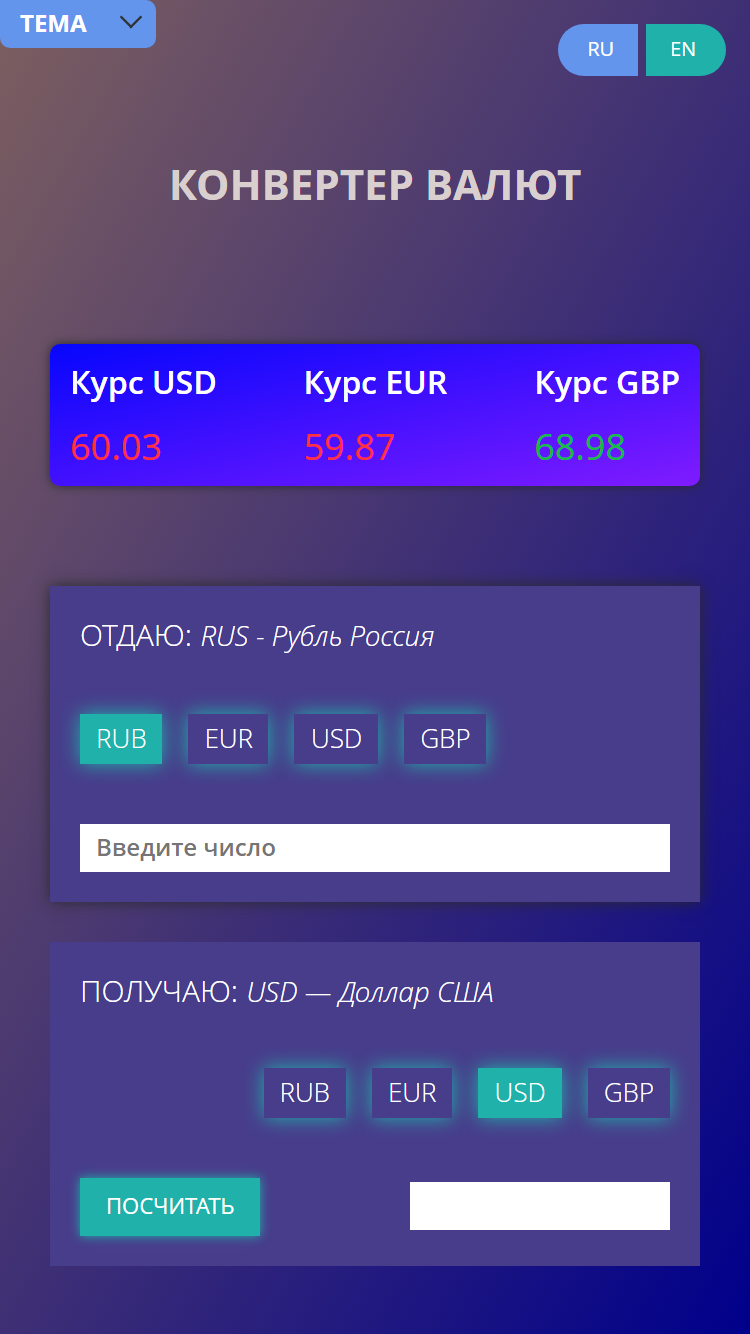 ТЕМА
RU EN
КОНВЕРТЕР ВАЛЮТ
Курс USD Курс EUR Курс GBP
60.03 59.87 68.98
ОТДАЮ: RUS - Рубль Россия
RUB EUR USD GBP
Введите число
ПОЛУЧАЮ: USD — Доллар США
RUB EUR USD GBP
ПОСЧИТАТЬ